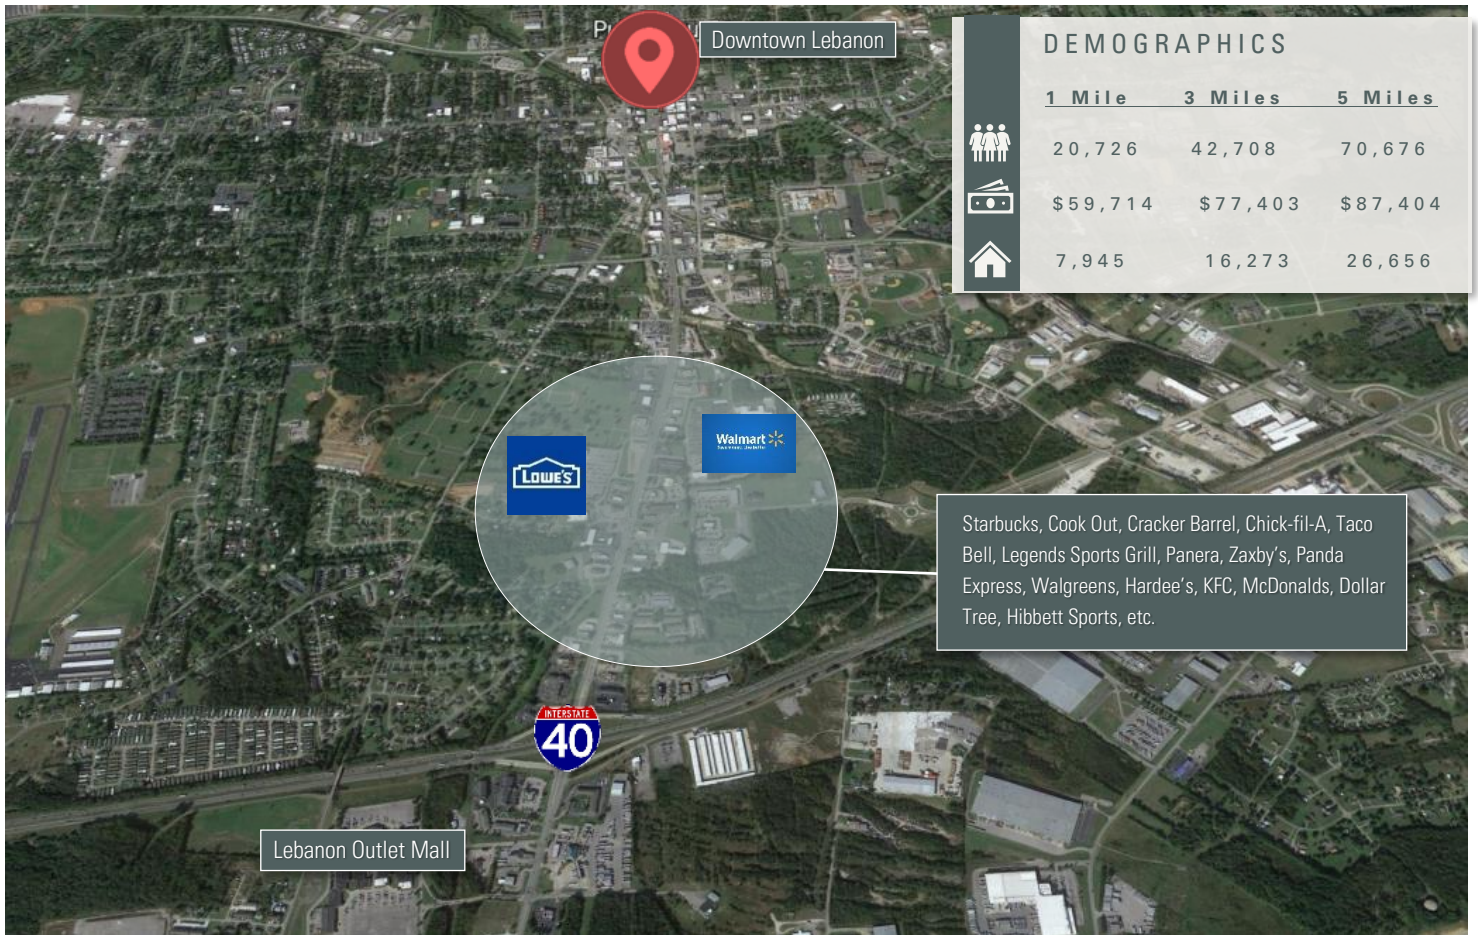 Downtown Lebanon
DEMOGRAPHICS
1 Mile 3 Miles 5 Miles
20,726 42,708 70,676
$59,714 $77,403 $87,404
7,945 16,273 26,656
Walmart
LOWE'S
Starbucks, Cook Out, Cracker Barrel, Chick-fil-A, Taco
Bell, Legends Sports Grill, Panera, Zaxby's, Panda
Express, Walgreens, Hardee's, KFC, McDonalds, Dollar
Tree, Hibbett Sports, etc.
INTERSTATE
40
Lebanon Outlet Mall